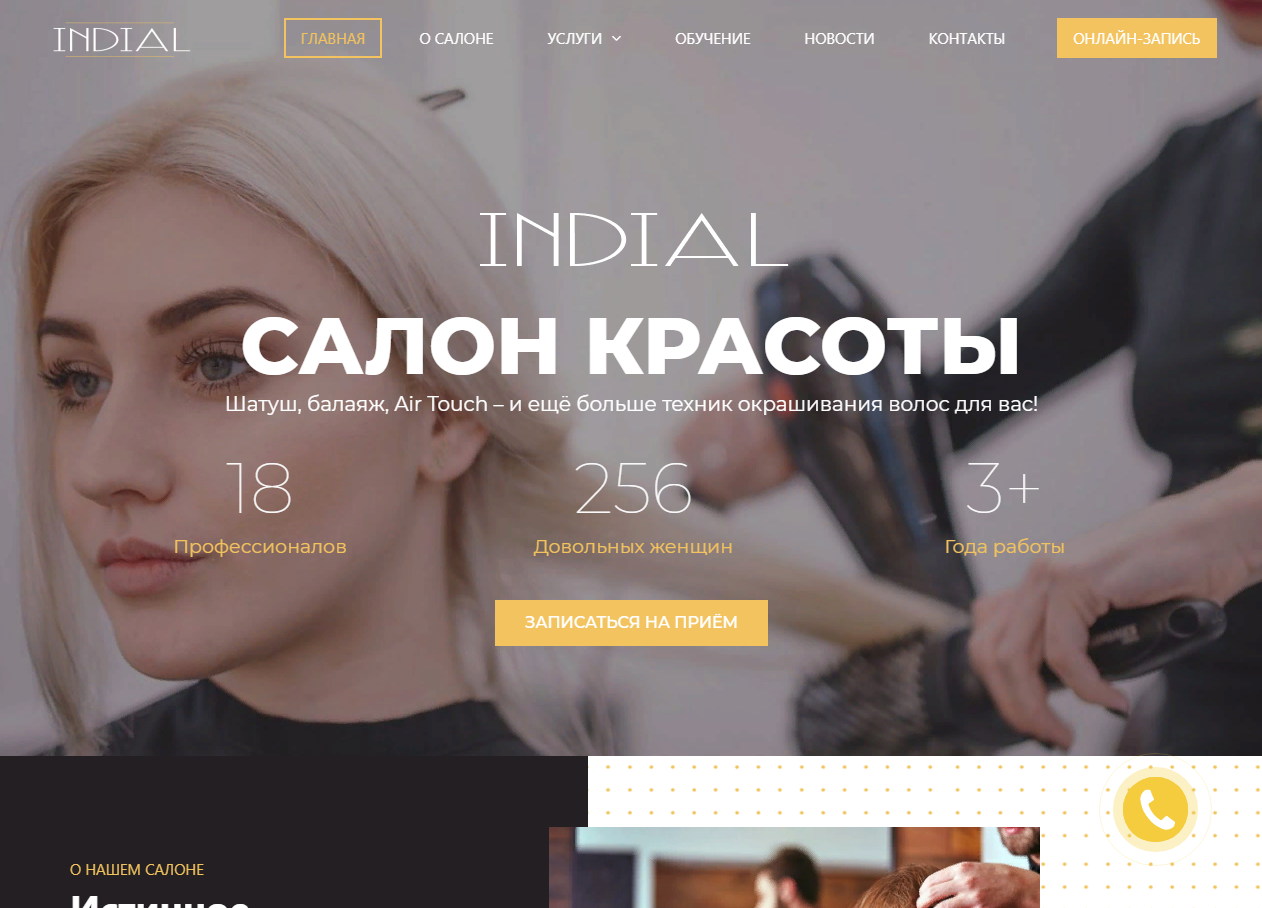 INDIAL
ГЛАВНАЯ
О САЛОНЕ
УСЛУГИ
ОБУЧЕНИЕ
НОВОСТИ
КОНТАКТЫ
ОНЛАЙН-ЗАПИСЬ
INDIAL
САЛОН КРАСОТЫ
Шатуш, балаяж, Air Touch – и ещё больше техник окрашивания волос для вас!
18
Профессионалов
256
Довольных женщин
3+
Года работы
ЗАПИСАТЬСЯ НА ПРИЁМ
О НАШЕМ САЛОНЕ
Истинное